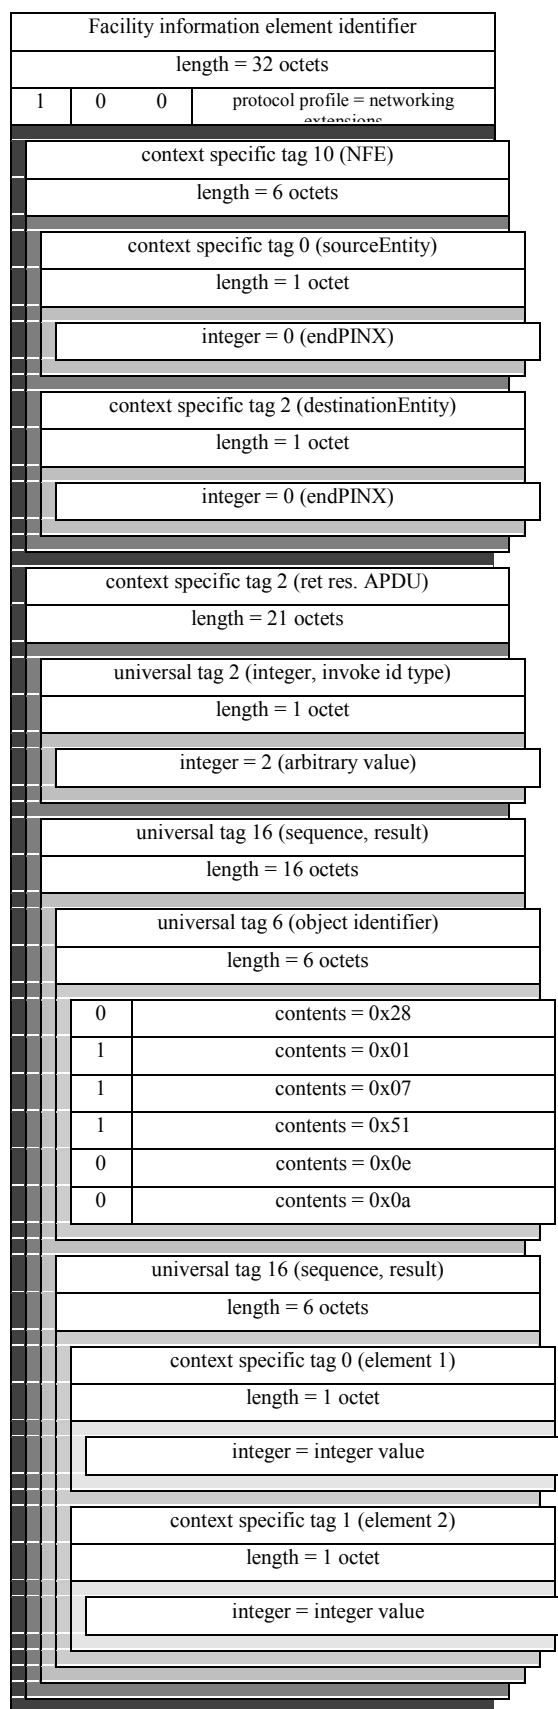 Facility information element identifier
length = 32 octets
1 0 0 protocol profile = networking
extensions
context specific tag 10 (NFE)
length = 6 octets
context specific tag 0 (sourceEntity)
length = 1 octet
integer = 0 (endPINX)
context specific tag 2 (destinationEntity)
length = 1 octet
integer = 0 (endPINX)
context specific tag 2 (ret res. APDU)
length = 21 octets
universal tag 2 (integer, invoke id type)
length = 1 octet
integer = 2 (arbitrary value)
universal tag 16 (sequence, result)
length = 16 octets
universal tag 6 (object identifier)
length = 6 octets
0 contents = 0x28
1 contents = 0x01
1 contents = 0x07
1 contents = 0x51
0 contents = 0x0e
0 contents = 0x0a
universal tag 16 (sequence, result)
length = 6 octets
context specific tag 0 (element 1)
length = 1 octet
integer = integer value
context specific tag 1 (element 2)
length = 1 octet
integer = integer value